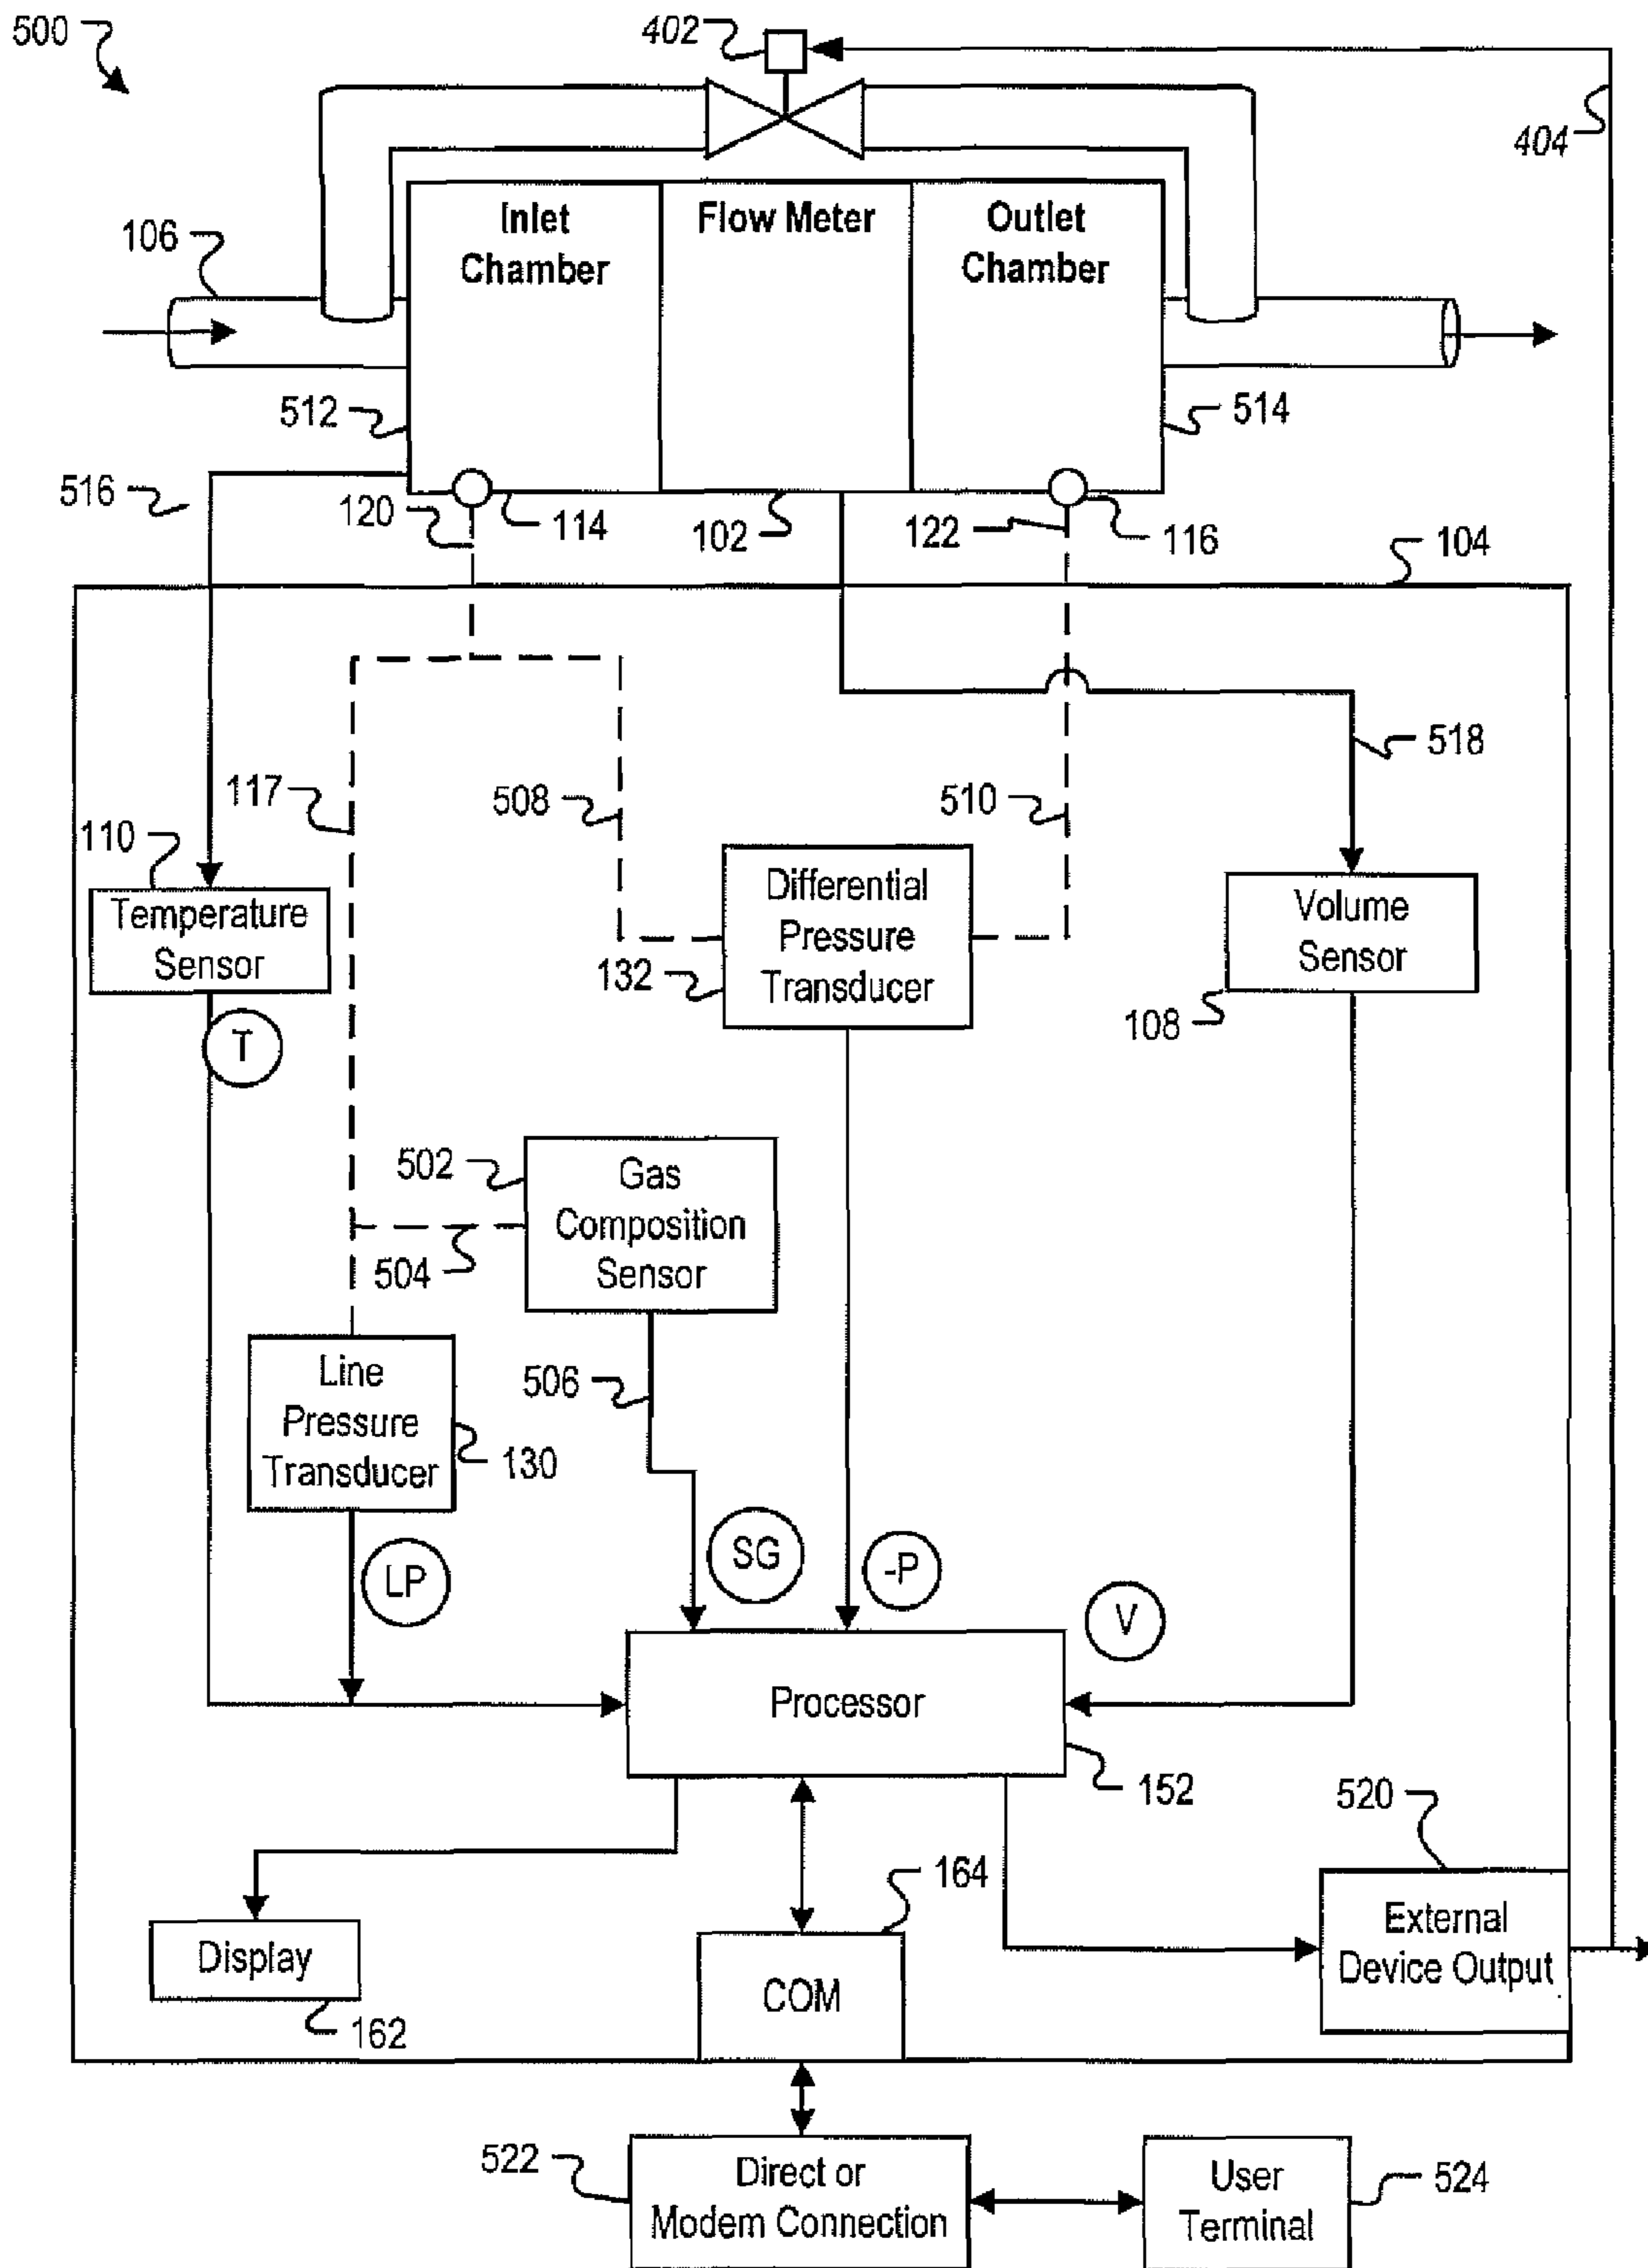 500
402
404
Inlet
Chamber
Flow Meter
Outlet
Chamber
106
512
514
516
120
114
102
122
116
104
518
117
508
510
110
Temperature
Sensor
Differential
Pressure
Transducer
132
Volume
Sensor
108
T
502
Gas
Composition
Sensor
504
506
Line
Pressure
Transducer
130
LP
SG
-P
V
Processor
152
520
164
External
Device Output
Display
162
COM
522
Direct or
Modem Connection
User
Terminal
524